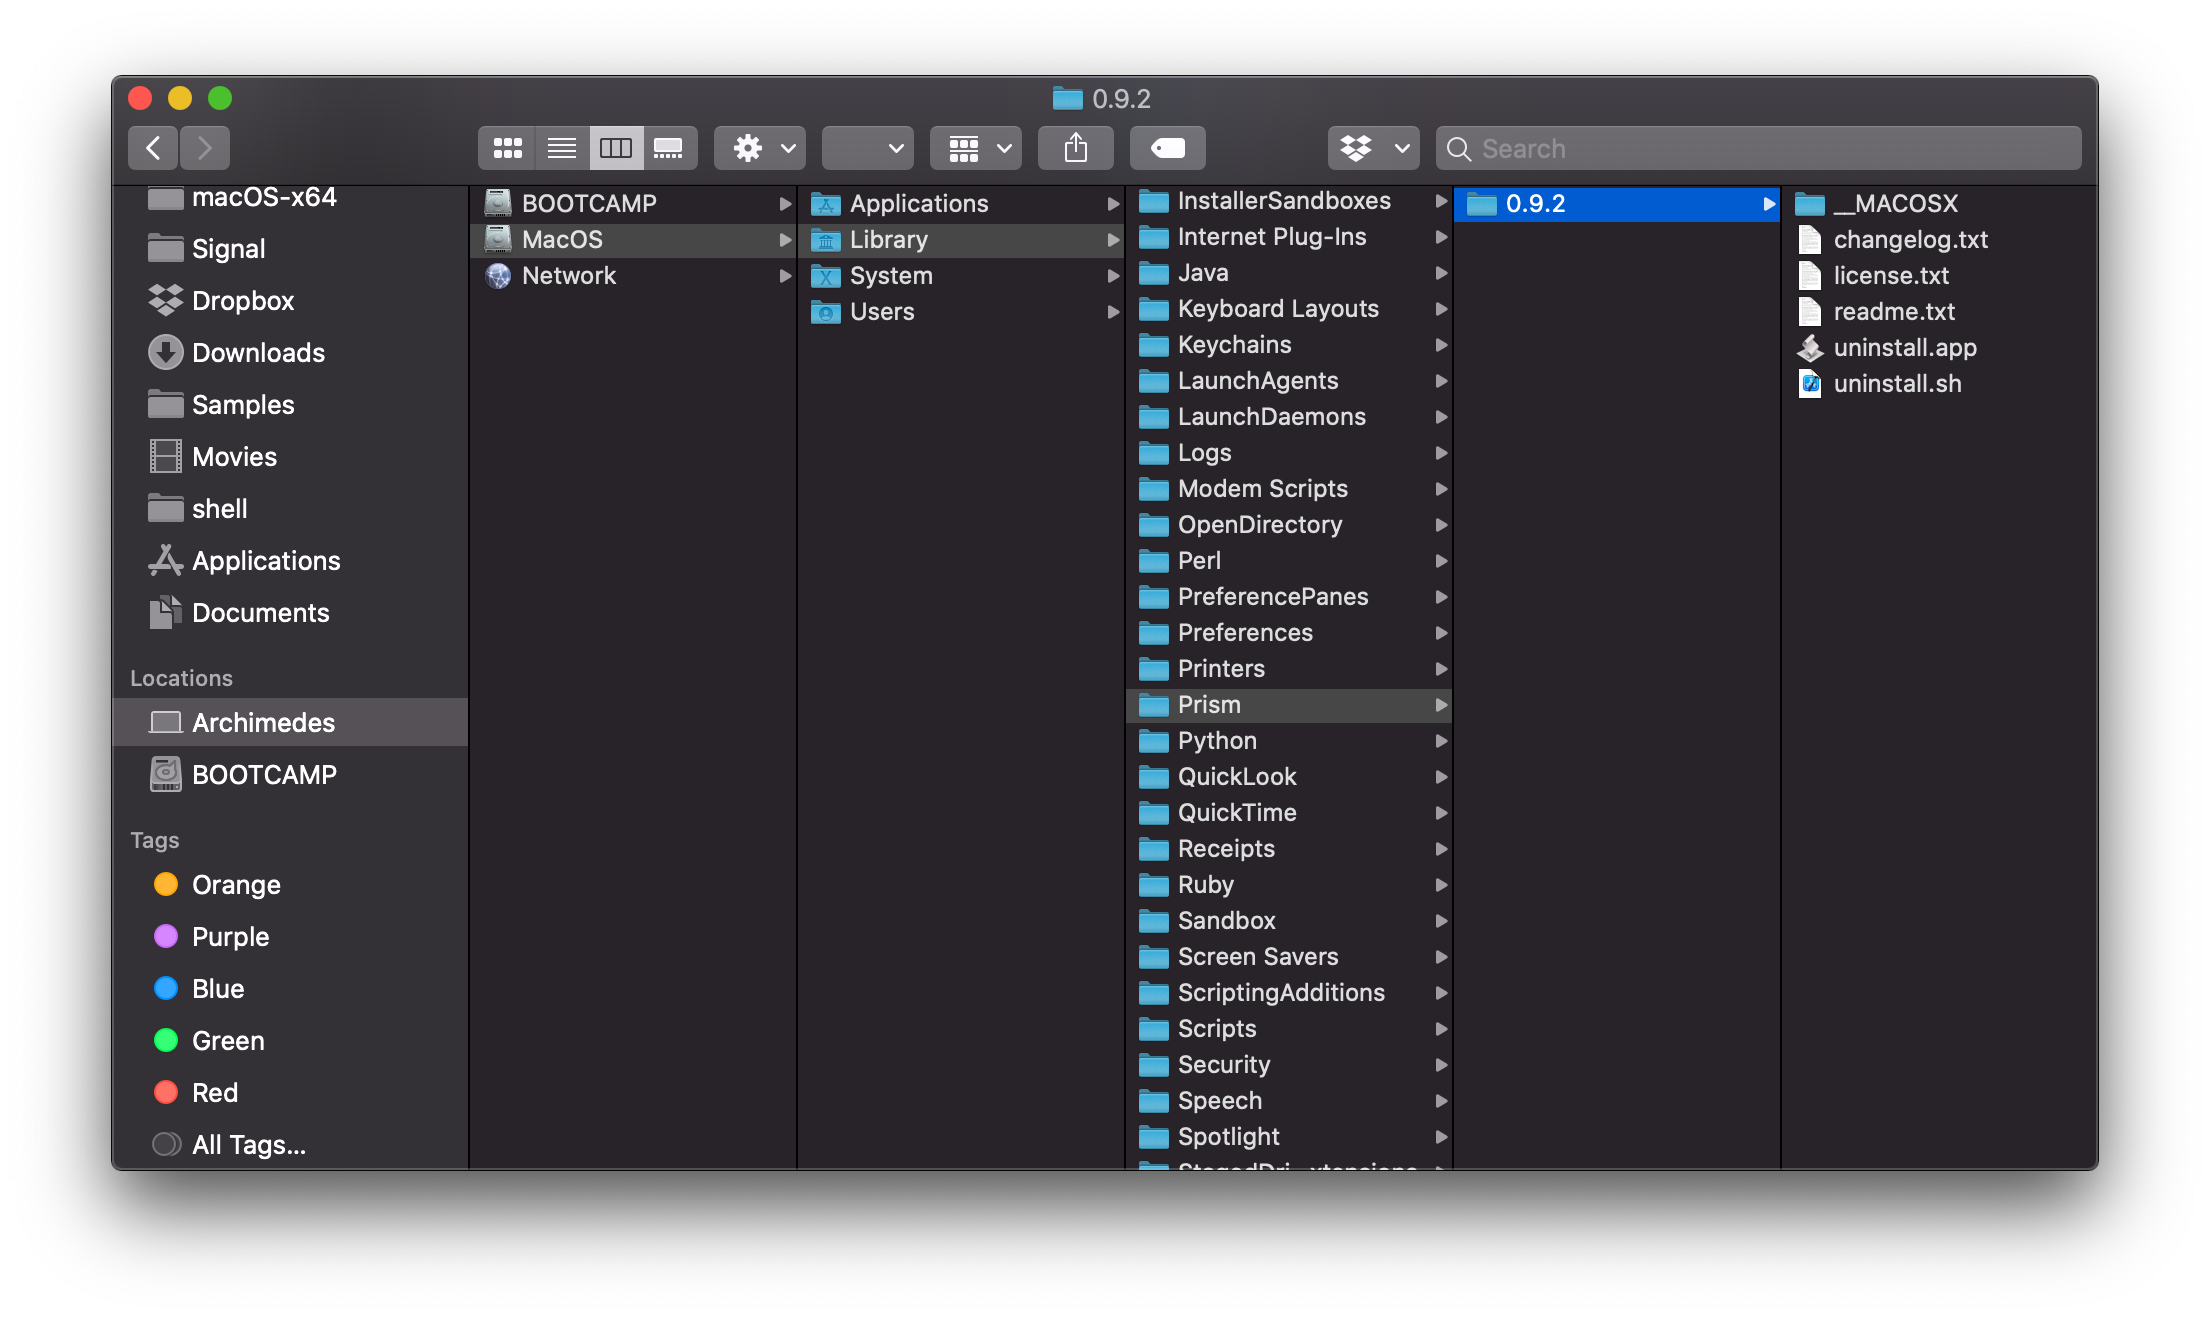 0.9.2
Search
macOS-x64
Signal
Dropbox
Downloads
Samples
Movies
shell
Applications
Documents
Locations
Archimedes
BOOTCAMP
Tags
Orange
Purple
Blue
Green
Red
All Tags...
BOOTCAMP
MacOS
Network
Applications
Library
System
Users
InstallerSandboxes
Internet Plug-Ins
Java
Keyboard Layouts
Keychains
LaunchAgents
LaunchDaemons
Logs
Modem Scripts
OpenDirectory
Perl
PreferencePanes
Preferences
Printers
Prism
Python
QuickLook
QuickTime
Receipts
Ruby
Sandbox
Screen Savers
ScriptingAdditions
Scripts
Security
Speech
Spotlight
0.9.2
__MACOSX
changelog.txt
license.txt
readme.txt
uninstall.app
uninstall.sh